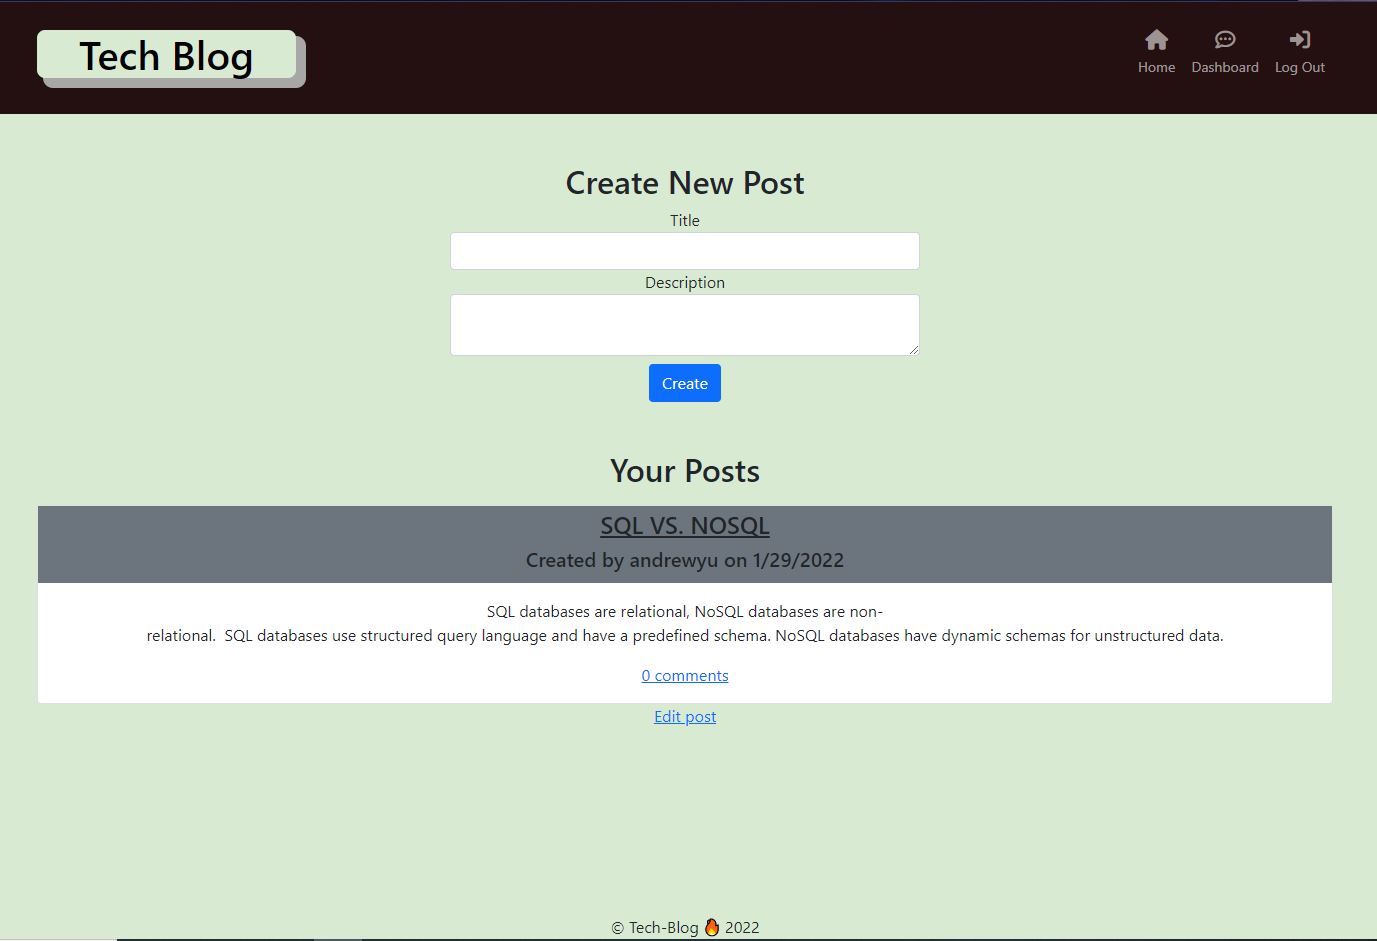 Tech Blog
Home Dashboard Log Out
Create New Post
Title
Description
Create
Your Posts
SQL VS. NOSQL
Created by andrewyu on 1/29/2022
SQL databases are relational, NoSQL databases are non-
relational.  SQL databases use structured query language and have a predefined schema. NoSQL databases have dynamic schemas for unstructured data.
0 comments
Edit post
© Tech-Blog 🔥 2022